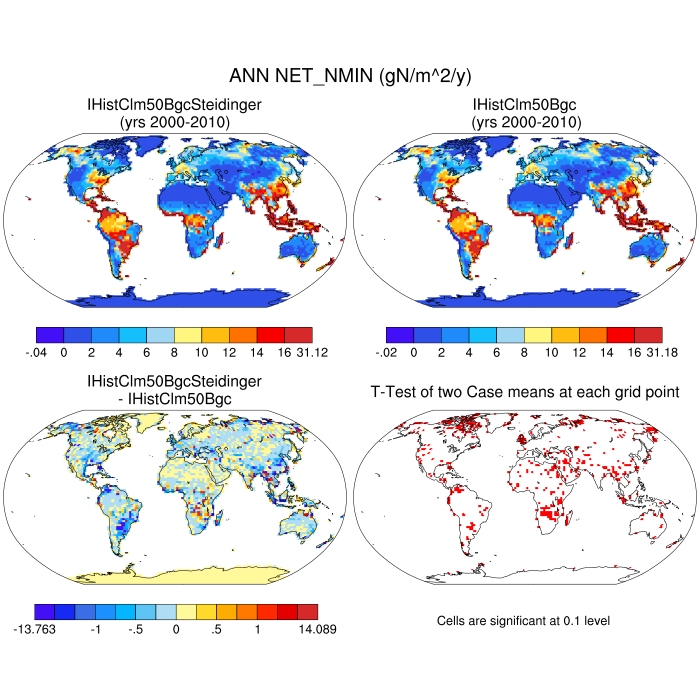 ANN NET_NMIN (gN/m^2/y)
IHistClm50BgcSteidinger
(yrs 2000-2010)
IHistClm50Bgc
(yrs 2000-2010)
-.04 0 2 4 6 8 10 12 14 16 31.12
-.02 0 2 4 6 8 10 12 14 16 31.18
IHistClm50BgcSteidinger
- IHistClm50Bgc
T-Test of two Case means at each grid point
-13.763 -1 -.5 0 .5 1 14.089
Cells are significant at 0.1 level